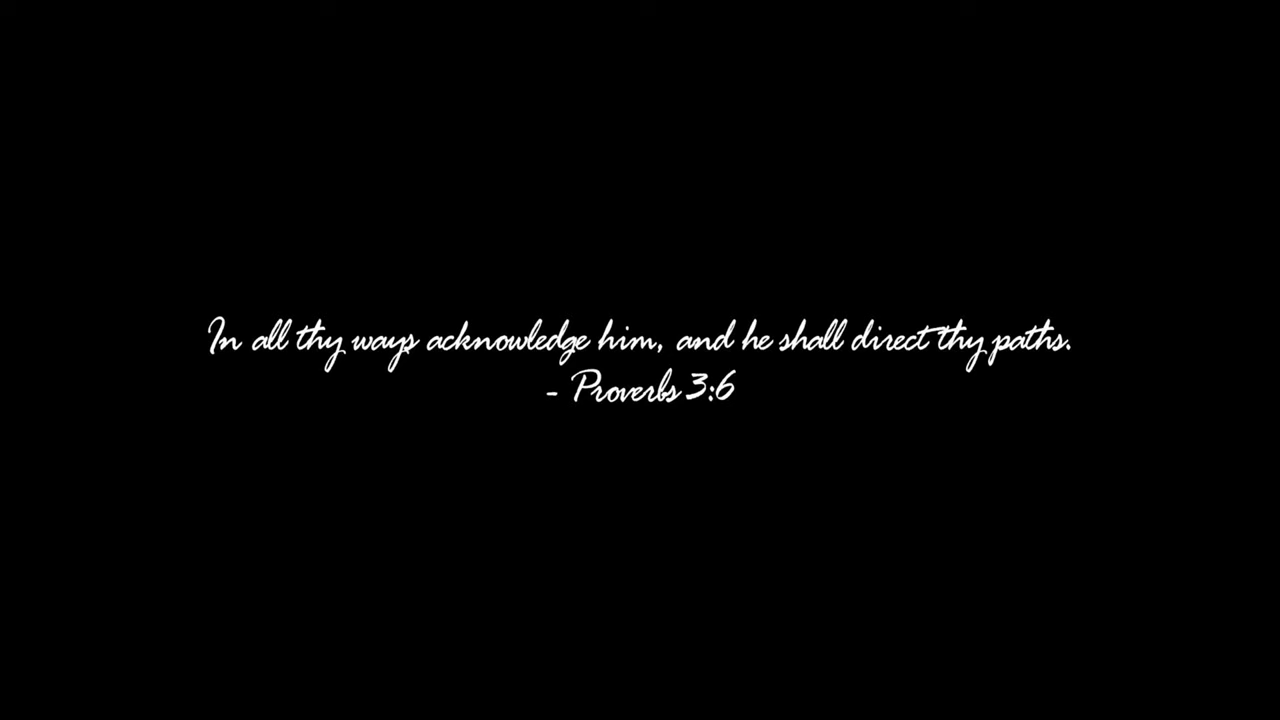 In all thy ways acknowledge him, and he shall direct thy paths.
- Proverbs 3:6